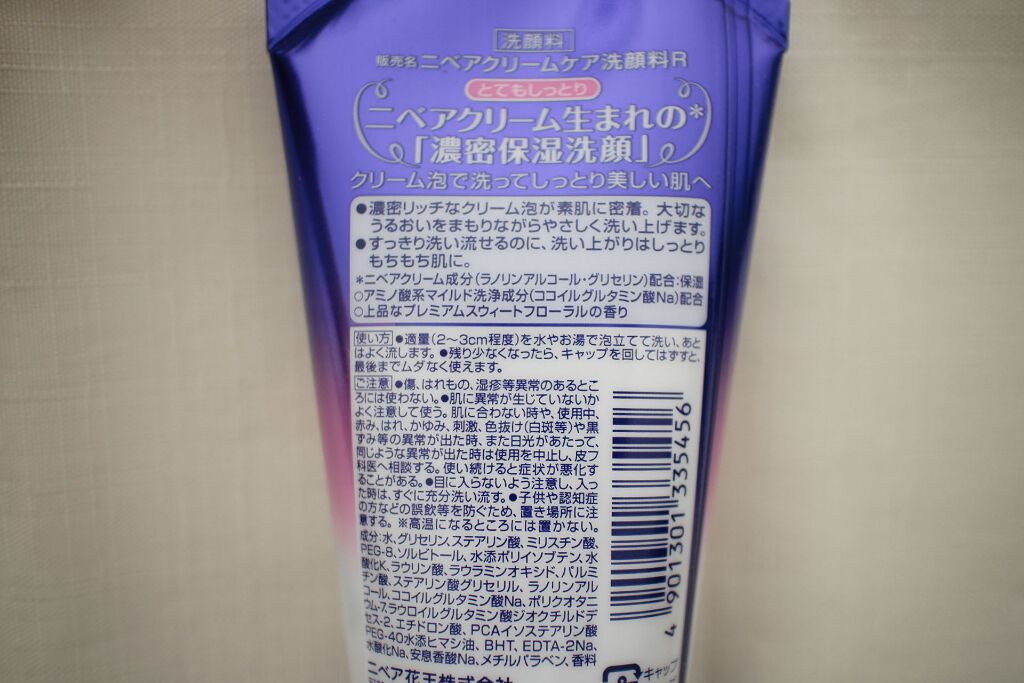 洗顔料
販売名 ニベアクリームケア洗顔料R
とてもしっとり
ニベアクリーム生まれの*
「濃密保湿洗顔」
クリーム泡で洗ってしっとり美しい肌へ
●濃密リッチなクリーム泡が素肌に密着。大切な
うるおいをまもりながらやさしく洗い上げます。
●すっきり洗い流せるのに、洗い上がりはしっとり
もちもち肌に。
*ニベアクリーム成分(ラノリンアルコール・グリセリン)配合:保湿
○アミノ酸系マイルド洗浄成分(ココイルグルタミン酸Na)配合
○上品なプレミアムスウィートフローラルの香り
使い方 ●適量(2〜3cm程度)を水やお湯で泡立てて洗い、あと
はよく流します。●残り少なくなったら、キャップを回してはずすと、
最後までムダなく使えます。
ご注意 ●傷、はれもの、湿疹等異常のあるとこ
ろには使わない。●肌に異常が生じていないか
よく注意して使う。肌に合わない時や、使用中、
赤み、はれ、かゆみ、刺激、色抜け(白斑等)や黒
ずみ等の異常が出た時、また日光があたって、
同じような異常が出た時は使用を中止し、皮フ
科医へ相談する。使い続けると症状が悪化す
ることがある。●目に入らないよう注意し、入っ
た時は、すぐに充分洗い流す。●子供や認知症
の方などの誤飲等を防ぐため、置き場所に注
意する。※高温になるところには置かない。
成分:水、グリセリン、ステアリン酸、ミリスチン酸、
PEG-8、ソルビトール、水添ポリイソブテン、水
酸化K、ラウリン酸、ラウラミンオキシド、パルミ
チン酸、ステアリン酸グリセリル、ラノリンアル
コール、ココイルグルタミン酸Na、ポリクオタニ
ウム-7、ラウロイルグルタミン酸ジオクチルドデ
セス-2、エチドロン酸、PCAイソステアリン酸
PEG-40水添ヒマシ油、BHT、EDTA-2Na、
水酸化Na、安息香酸Na、メチルパラベン、香料
ニベア花王株式会社
4 901301 335456
キャップ